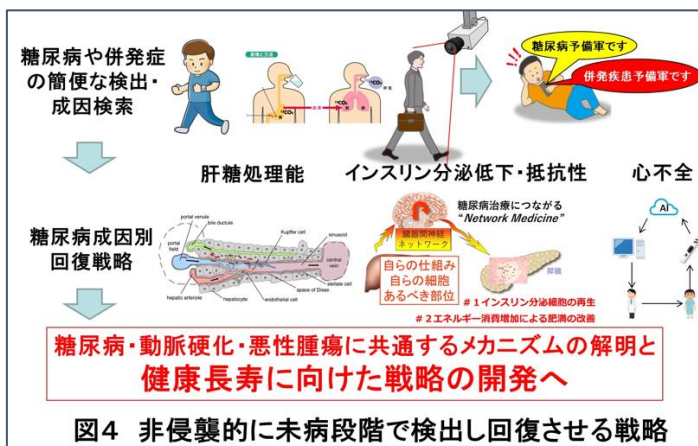 糖尿病や併発症
の簡便な検出・
成因検索
糖尿病予備軍です
併発疾患予備軍です
!!!
肝糖処理能
インスリン分泌低下・抵抗性
心不全
糖尿病成因別
回復戦略
portal venule
bile ductule
portal field
Kupffer cell
sinusoid
central vein
stellate cell
space of Disse
endothelial cell
hepatocyte
hepatic arteriole
糖尿病治療につながる
“Network Medicine”
臓器間神経
ネットワーク
自らの仕組み
自らの細胞
あるべき部位
膵臓
#1インスリン分泌細胞の再生
#2エネルギー消費増加による肥満の改善
AI
糖尿病・動脈硬化・悪性腫瘍に共通するメカニズムの解明と
健康長寿に向けた戦略の開発へ
図4 非侵襲的に未病段階で検出し回復させる戦略